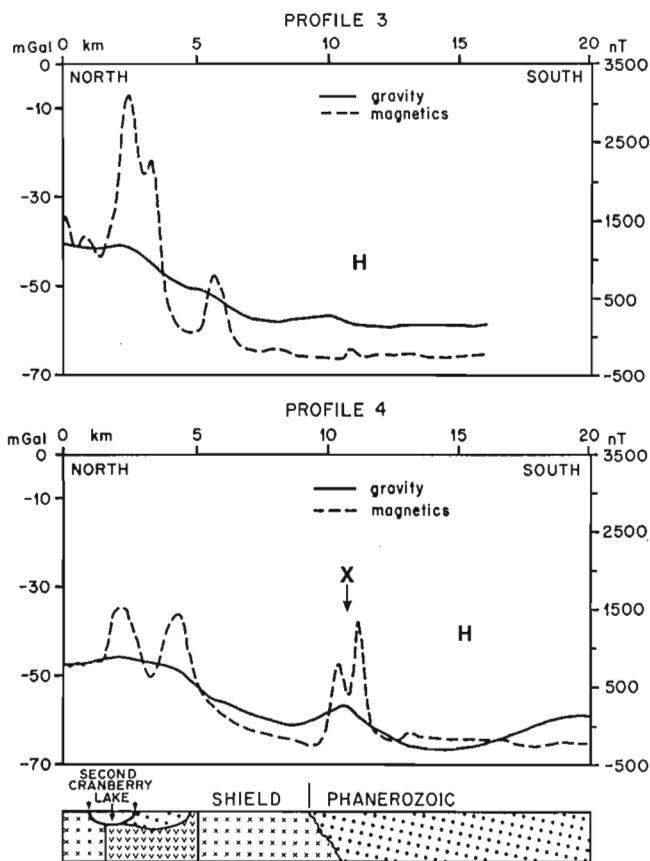 PROFILE 3
mGal 0 km 5 10 15 20 nT
0 3500
NORTH SOUTH
-10 gravity
magnetics 2500
-30
1500
H
-50
500
-70 -500
PROFILE 4
mGal 0 km 5 10 15 20 nT
0 3500
NORTH SOUTH
-10 gravity
magnetics 2500
-30 X
1500
H
-50
500
-70 -500
SECOND
CRANBERRY
LAKE
SHIELD PHANEROZOIC